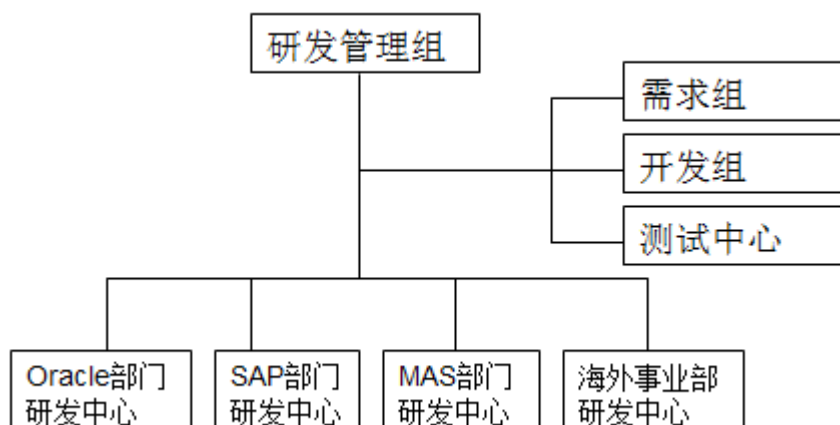 研发管理组
需求组
开发组
测试中心
Oracle部门
研发中心
SAP部门
研发中心
MAS部门
研发中心
海外事业部
研发中心